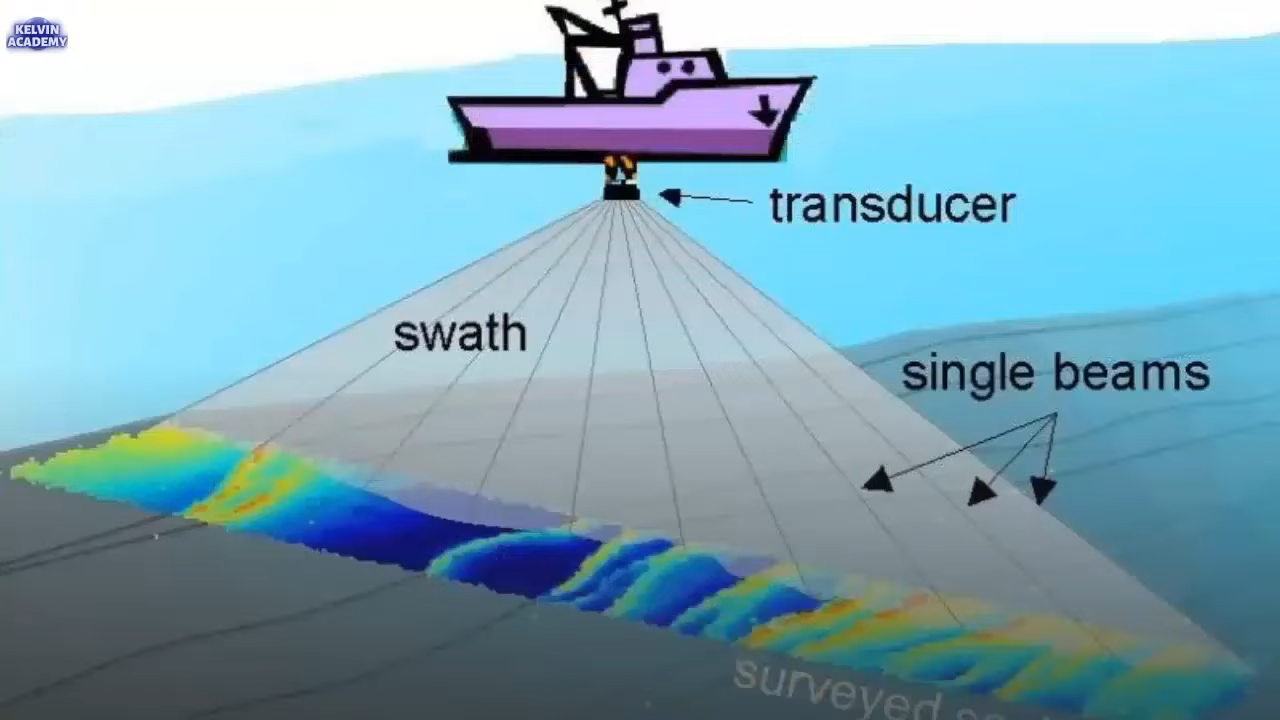 KELVIN
ACADEMY
transducer
swath
single beams
surveyed